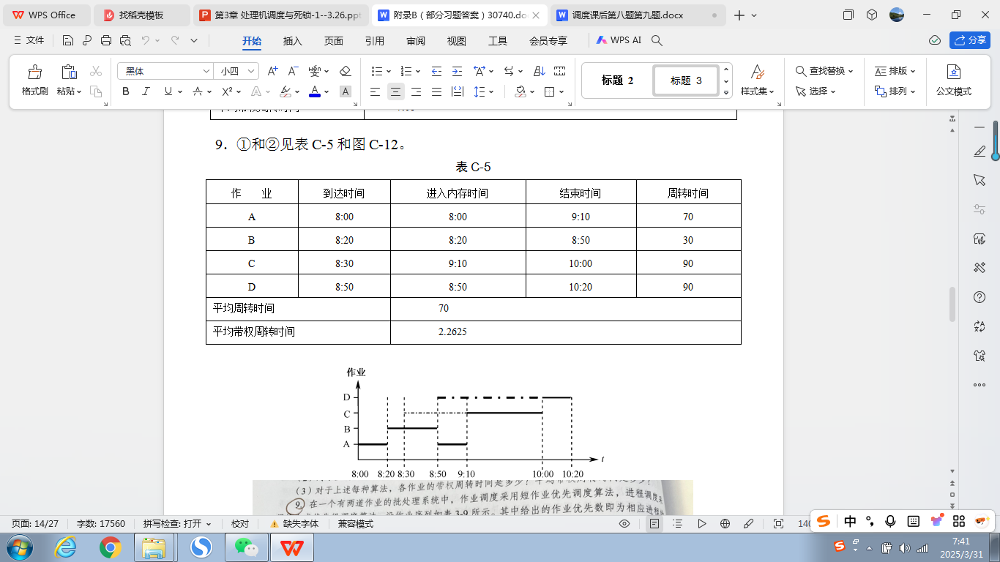 WPS Office
找稻壳模板
第3章 处理机调度与死锁-1--3.26.ppt
附录B（部分习题答案）30740.do
调度课后第八题第九题.docx
文件
开始
插入
页面
引用
审阅
视图
工具
会员专享
WPS AI
分享
格式刷
粘贴
黑体
小四
标题 2
标题 3
样式集
查找替换
选择
排版
排列
公文模式
9．①和②见表 C-5 和图 C-12。
表 C-5
作 业 到达时间 进入内存时间 结束时间 周转时间
A 8:00 8:00 9:10 70
B 8:20 8:20 8:50 30
C 8:30 9:10 10:00 90
D 8:50 8:50 10:20 90
平均周转时间 70
平均带权周转时间 2.2625
作业
D
C
B
A
t
8:00 8:20 8:30 8:50 9:10 10:00 10:20
(3) 对于上述每种算法，各作业的带权周转时间是多少？平均带权周转时间是多少？
9. 在一个有两道作业的批处理系统中，作业调度采用短作业优先调度算法，进程调度采
设作业序列如表 3-9 所示。其中给出的作业优先数即为相应进程
页面: 14/27
字数: 17560
拼写检查: 打开
校对
缺失字体
兼容模式
140
中
7:41
2025/3/31